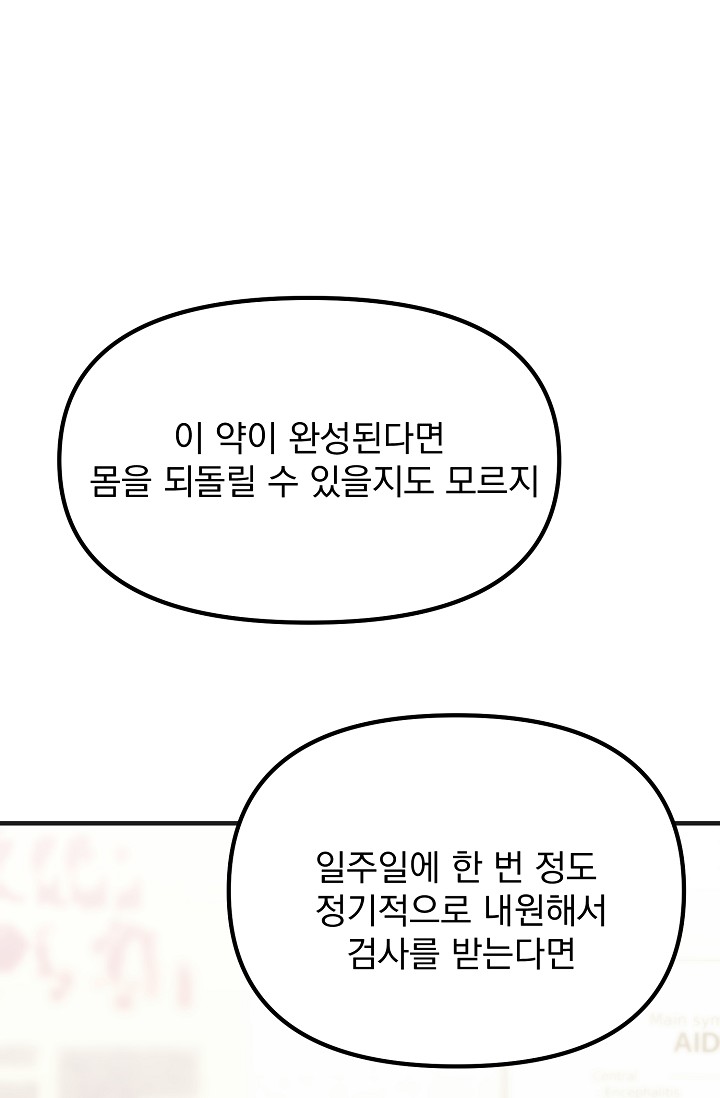 이 약이 완성된다면
몸을 되돌릴 수 있을지도 모르지
일주일에 한 번 정도
정기적으로 내원해서
검사를 받는다면
Main sym
AID